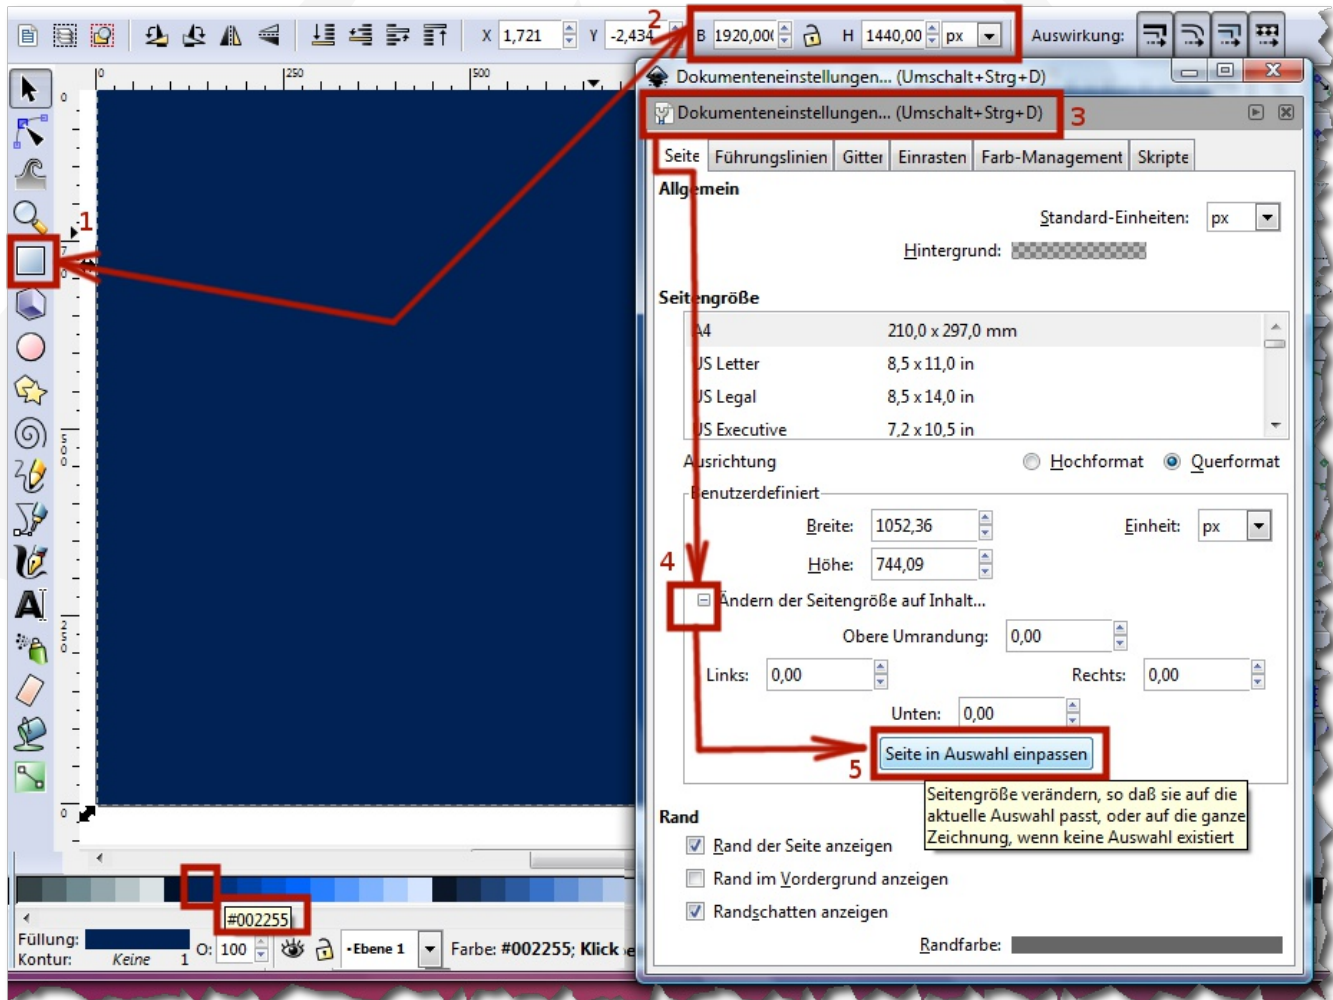 2
X 1,721 Y -2,434 B 1920,00 H 1440,00 px Auswirkung:
Dokumenteneinstellungen... (Umschalt+Strg+D)
Dokumenteneinstellungen... (Umschalt+Strg+D) 3
0 250 500
Seite Führungslinien Gitter Einrasten Farb-Management Skripte
Allgemein
1
Standard-Einheiten: px
Hintergrund:
Seitengröße
A4 210,0 x 297,0 mm
US Letter 8,5 x 11,0 in
US Legal 8,5 x 14,0 in
US Executive 7,2 x 10,5 in
Ausrichtung Hochformat Querformat
Benutzerdefiniert
Breite: 1052,36 Einheit: px
Höhe: 744,09
4
Ändern der Seitengröße auf Inhalt...
Obere Umrandung: 0,00
Links: 0,00 Rechts: 0,00
Unten: 0,00
Seite in Auswahl einpassen
5
Seitengröße verändern, so daß sie auf die
aktuelle Auswahl passt, oder auf die ganze
Zeichnung, wenn keine Auswahl existiert
Rand
Rand der Seite anzeigen
Rand im Vordergrund anzeigen
Randschatten anzeigen
Randfarbe:
500
250
0
#002255
Füllung:
Kontur: Keine 1 O: 100 •Ebene 1 Farbe: #002255; Klick